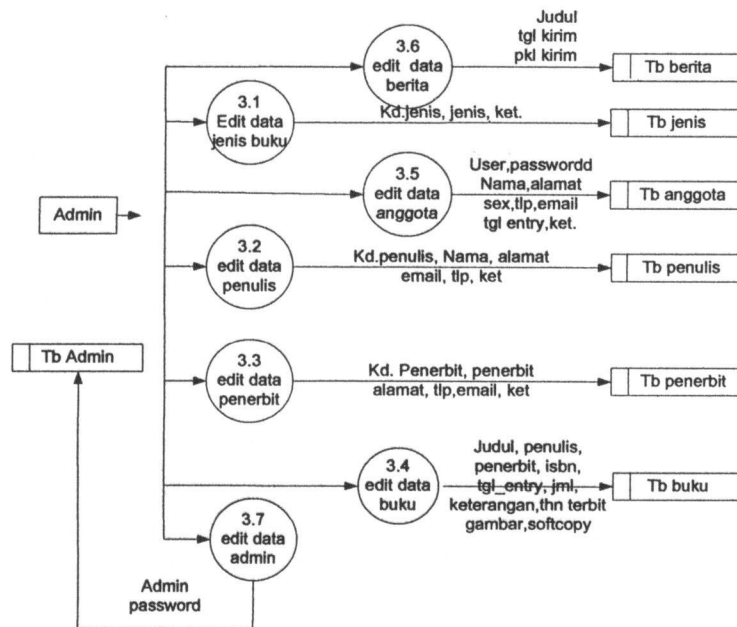 Judul
tgl kirim
pkl kirim
3.6
edit data
berita
Tb berita
3.1
Edit data
jenis buku
Kd.jenis, jenis, ket.
Tb jenis
3.5
edit data
anggota
User,passwordd
Nama,alamat
sex,tlp,email
tgl entry,ket.
Tb anggota
Admin
3.2
edit data
penulis
Kd.penulis, Nama, alamat
email, tlp, ket
Tb penulis
Tb Admin
3.3
edit data
penerbit
Kd. Penerbit, penerbit
alamat, tlp,email, ket
Tb penerbit
3.4
edit data
buku
Judul, penulis,
penerbit, isbn,
tgl_entry, jml,
keterangan,thn terbit
gambar,softcopy
Tb buku
3.7
edit data
admin
Admin
password